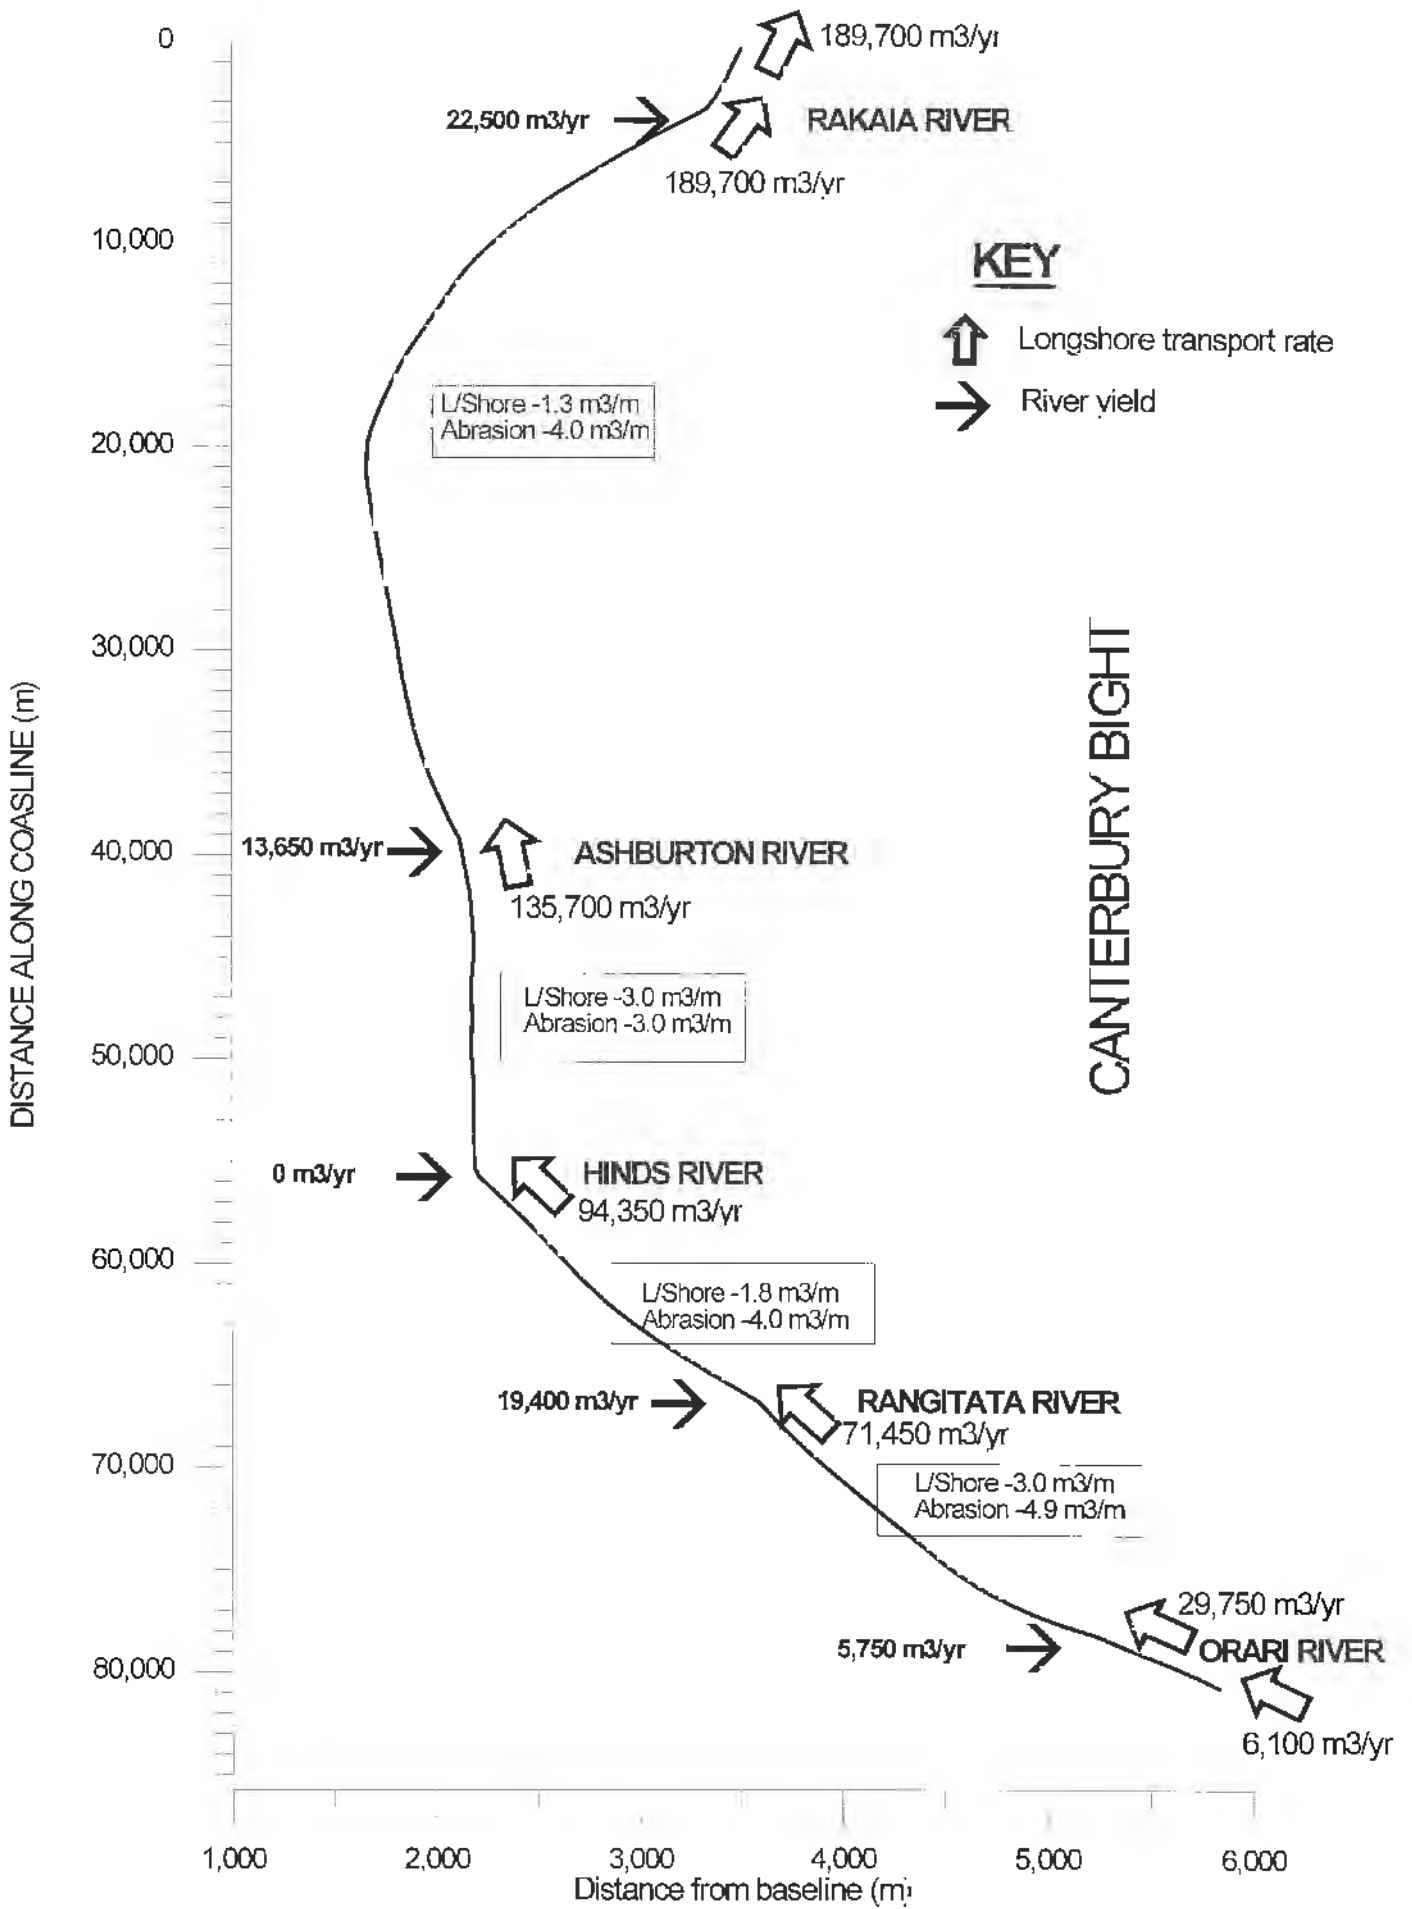 0
189,700 m3/yr
22,500 m3/yr
RAKAIA RIVER
189,700 m3/yr
10,000
KEY
Longshore transport rate
River yield
L/Shore -1.3 m3/m
Abrasion -4.0 m3/m
20,000
30,000
DISTANCE ALONG COASLINE (m)
CANTERBURY BIGHT
13,650 m3/yr
40,000
ASHBURTON RIVER
135,700 m3/yr
L/Shore -3.0 m3/m
Abrasion -3.0 m3/m
50,000
0 m3/yr
HINDS RIVER
94,350 m3/yr
60,000
L/Shore -1.8 m3/m
Abrasion -4.0 m3/m
19,400 m3/yr
RANGITATA RIVER
71,450 m3/yr
70,000
L/Shore -3.0 m3/m
Abrasion -4.9 m3/m
29,750 m3/yr
5,750 m3/yr
ORARI RIVER
80,000
6,100 m3/yr
1,000 2,000 3,000 4,000 5,000 6,000
Distance from baseline (m)